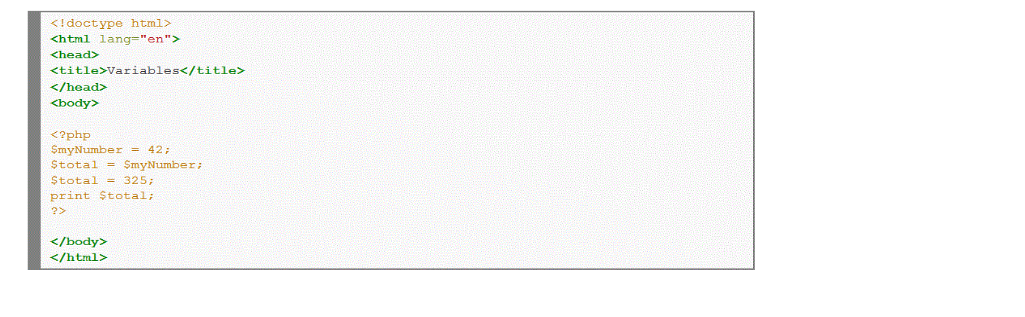 <!doctype html>
<html lang="en">
<head>
<title>Variables</title>
</head>
<body>
<?php
$myNumber = 42;
$total = $myNumber;
$total = 325;
print $total;
?>
</body>
</html>